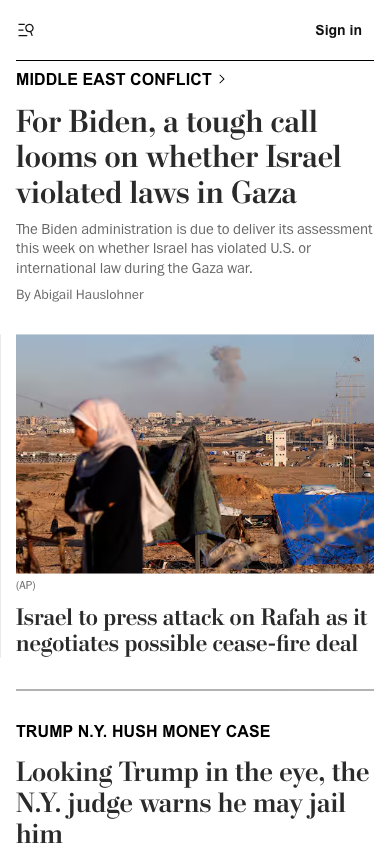 Sign in
MIDDLE EAST CONFLICT
For Biden, a tough call
looms on whether Israel
violated laws in Gaza
The Biden administration is due to deliver its assessment
this week on whether Israel has violated U.S. or
international law during the Gaza war.
By Abigail Hauslohner
(AP)
Israel to press attack on Rafah as it
negotiates possible cease-fire deal
TRUMP N.Y. HUSH MONEY CASE
Looking Trump in the eye, the
N.Y. judge warns he may jail
him